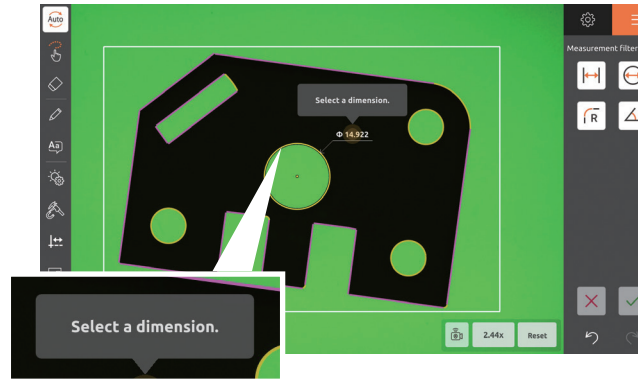 Auto
Measurement filter
Select a dimension.
Φ 14.922
R
Aa
Select a dimension.
2.44x
Reset